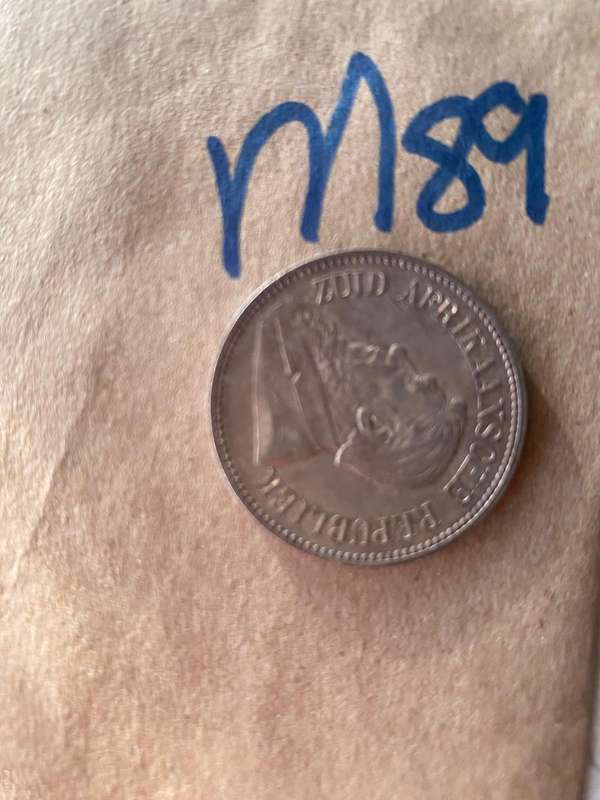 M89
ZUID AFRIKAANSCHE REPUBLIEK